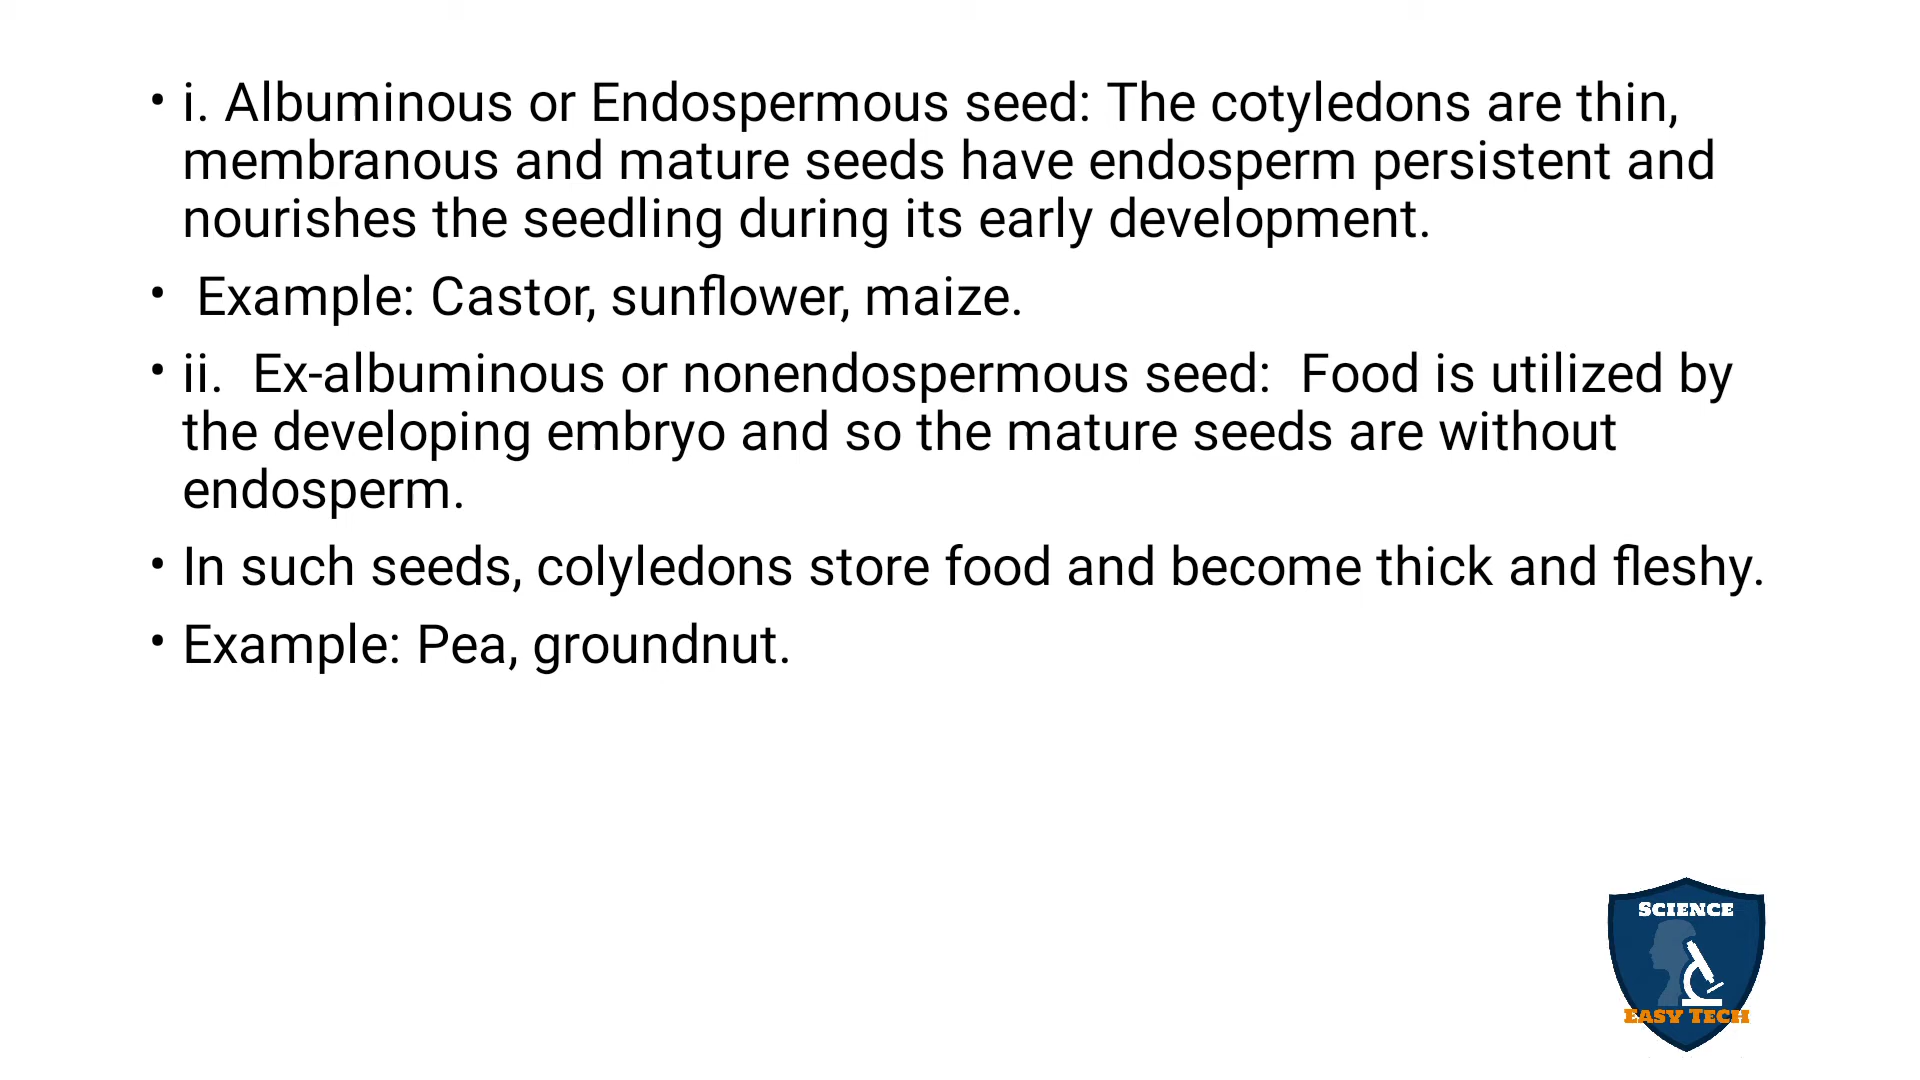 • i. Albuminous or Endospermous seed: The cotyledons are thin,
membranous and mature seeds have endosperm persistent and
nourishes the seedling during its early development.
• Example: Castor, sunflower, maize.
• ii. Ex-albuminous or nonendospermous seed: Food is utilized by
the developing embryo and so the mature seeds are without
endosperm.
• In such seeds, colyledons store food and become thick and fleshy.
• Example: Pea, groundnut.
SCIENCE
EASY TECH